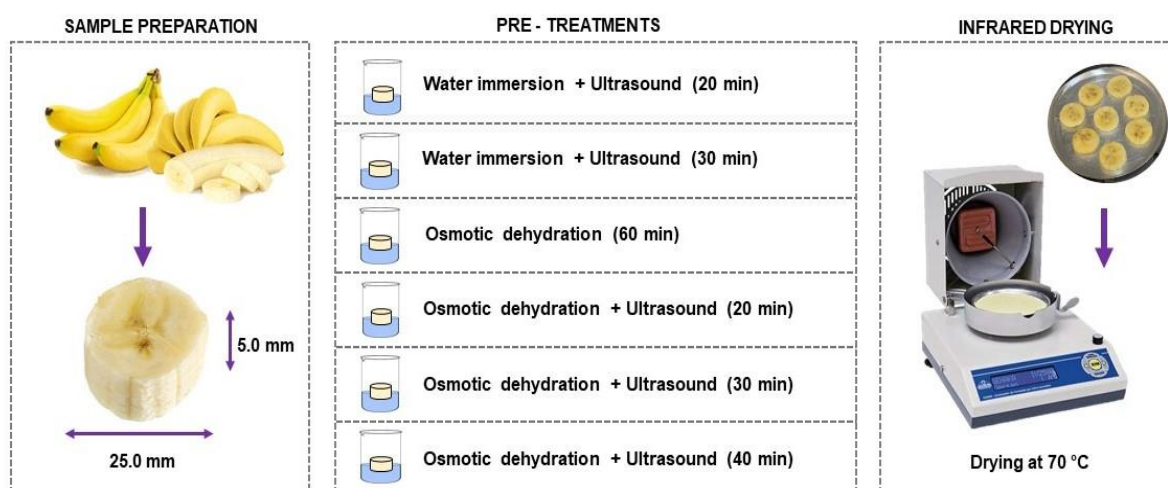 SAMPLE PREPARATION
5.0 mm
25.0 mm
PRE - TREATMENTS
Water immersion + Ultrasound (20 min)
Water immersion + Ultrasound (30 min)
Osmotic dehydration (60 min)
Osmotic dehydration + Ultrasound (20 min)
Osmotic dehydration + Ultrasound (30 min)
Osmotic dehydration + Ultrasound (40 min)
INFRARED DRYING
Drying at 70 °C